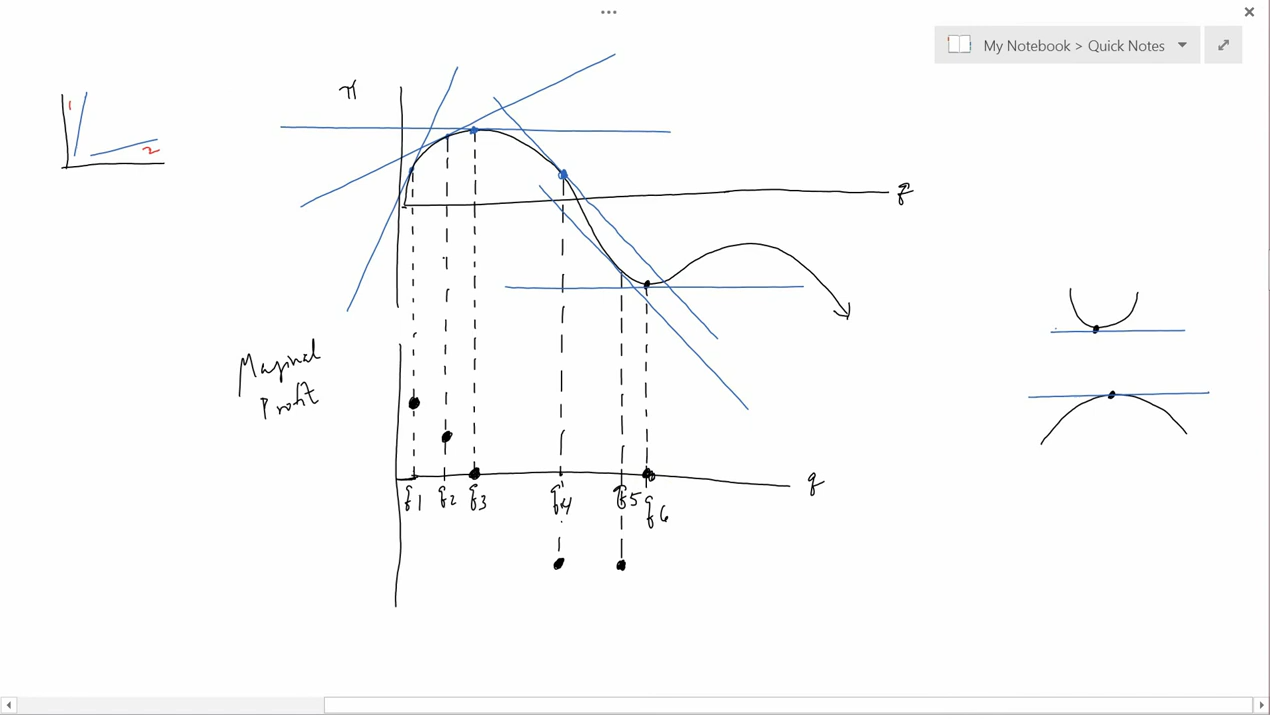 My Notebook > Quick Notes
π
1
2
q
Marginal
Profit
q
q1 q2 q3 q4 q5 q6